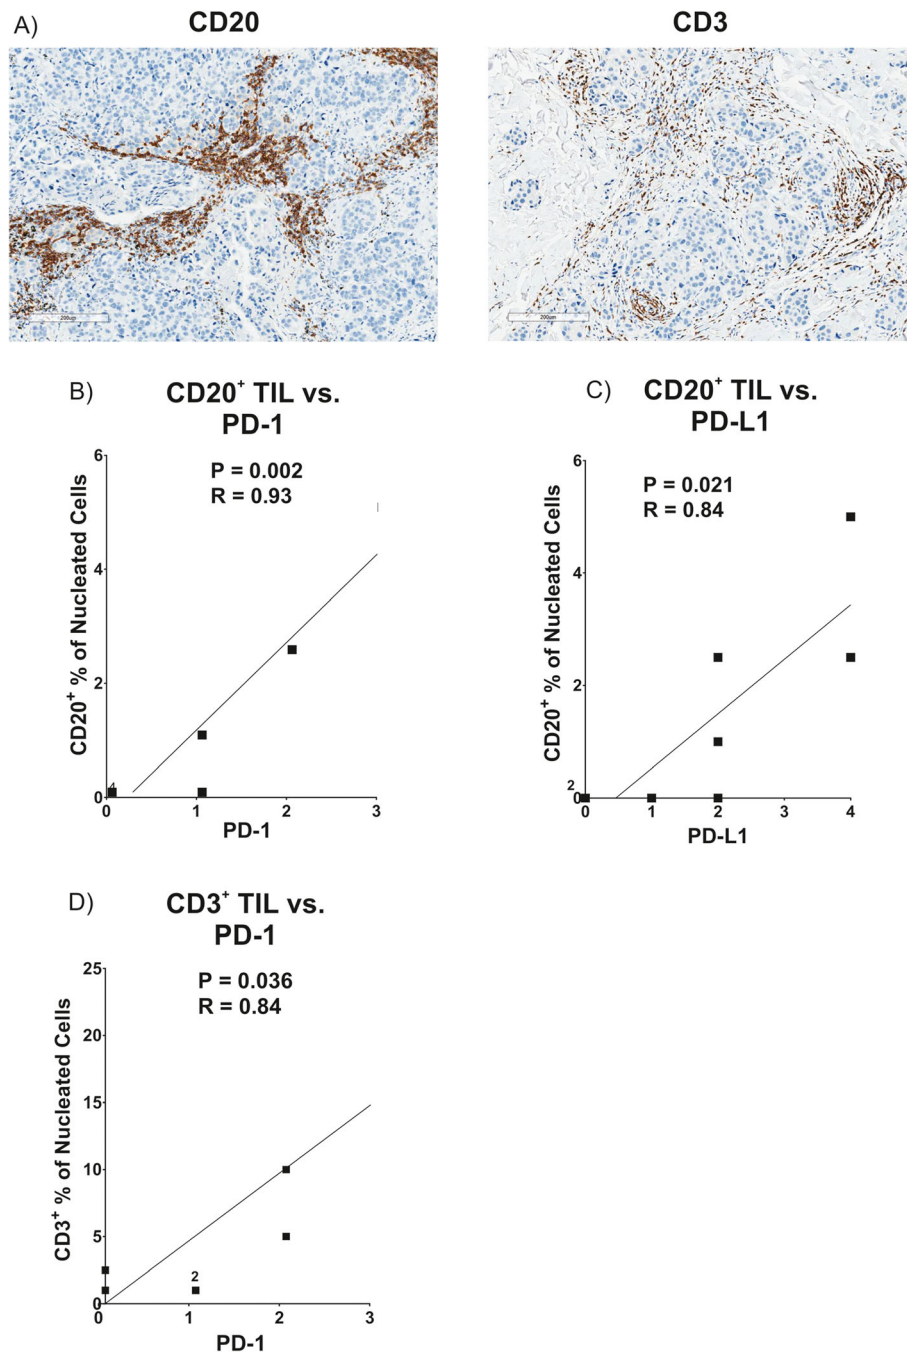 A)
CD20
CD3
200μm
200μm
B)
CD20⁺ TIL vs.
PD-1
P = 0.002
R = 0.93
CD20⁺ % of Nucleated Cells
6
4
2
0
4
0
1
2
3
PD-1
C)
CD20⁺ TIL vs.
PD-L1
P = 0.021
R = 0.84
CD20⁺ % of Nucleated Cells
6
4
2
0
2
0
1
2
3
4
PD-L1
D)
CD3⁺ TIL vs.
PD-1
P = 0.036
R = 0.84
CD3⁺ % of Nucleated Cells
25
20
15
10
5
0
2
0
1
2
3
PD-1